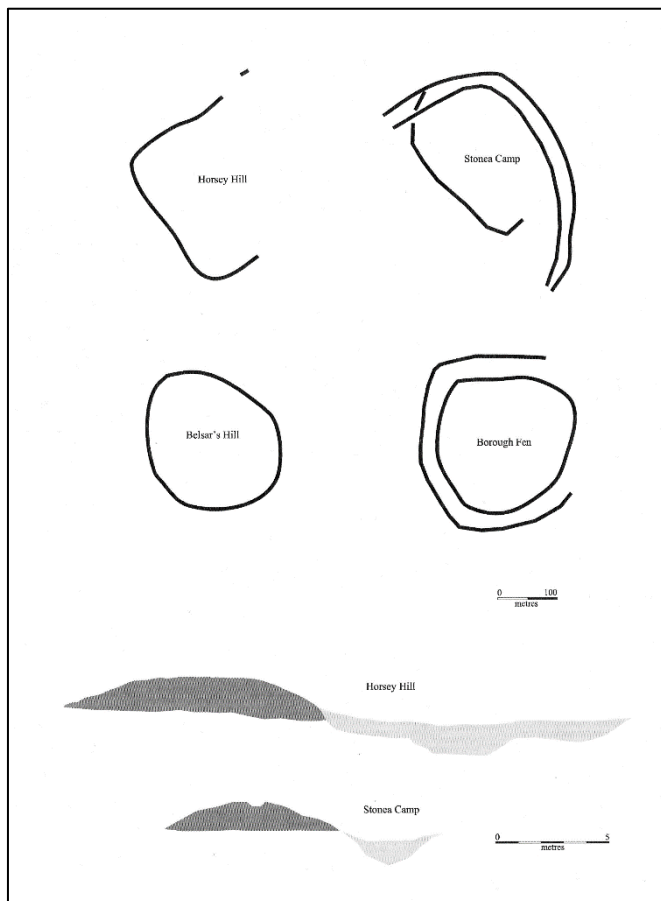 Horsey Hill
Stonea Camp
Belsar's Hill
Borough Fen
0 100
metres
Horsey Hill
Stonea Camp
0 5
metres